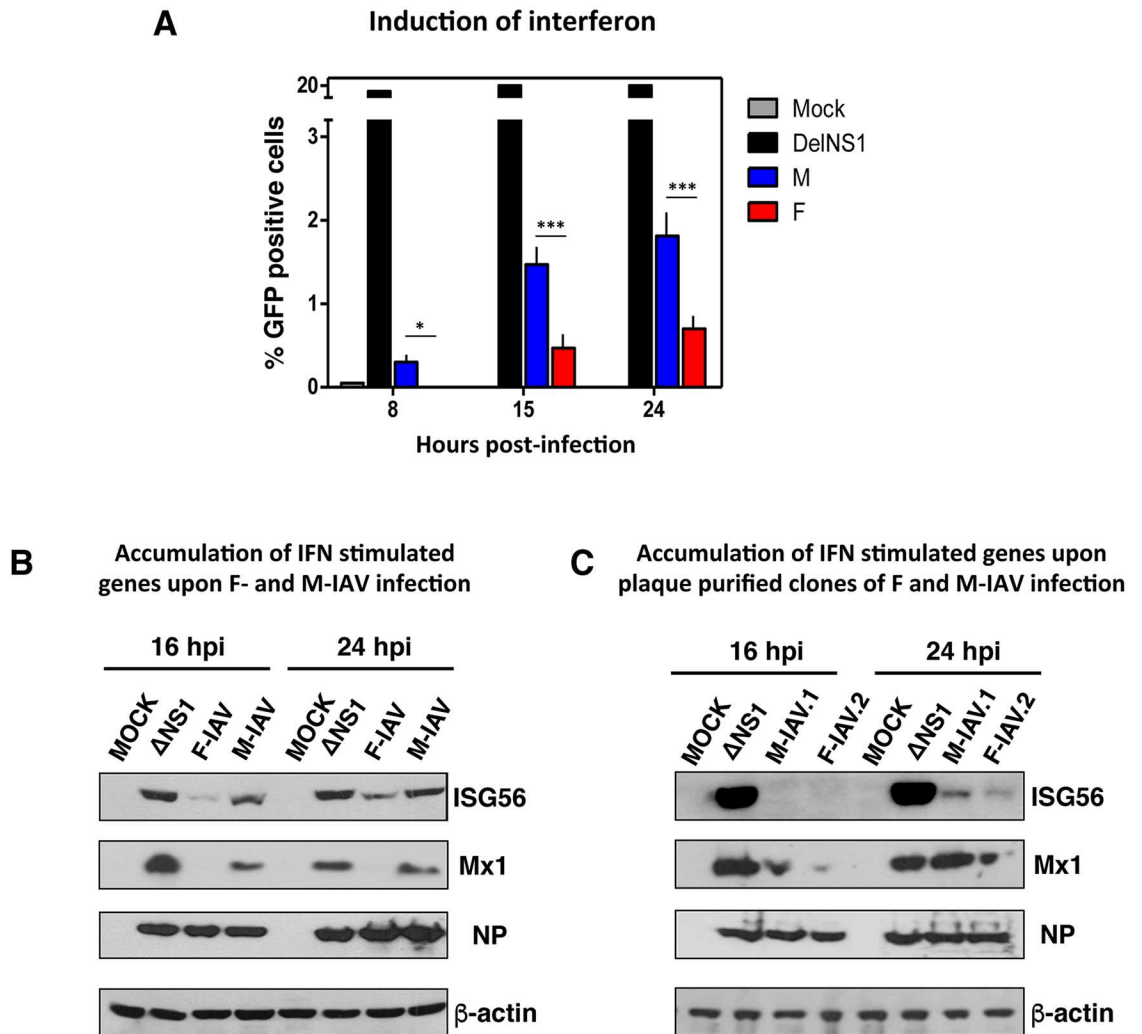 A
Induction of interferon
% GFP positive cells
20
3
2
1
0
*
***
***
8
15
24
Hours post-infection
Mock
DelNS1
M
F
B
Accumulation of IFN stimulated
genes upon F- and M-IAV infection
16 hpi
24 hpi
MOCK
ΔNS1
F-IAV
M-IAV
MOCK
ΔNS1
F-IAV
M-IAV
ISG56
Mx1
NP
β-actin
C
Accumulation of IFN stimulated genes upon
plaque purified clones of F and M-IAV infection
16 hpi
24 hpi
MOCK
ΔNS1
M-IAV.1
F-IAV.2
MOCK
ΔNS1
M-IAV.1
F-IAV.2
ISG56
Mx1
NP
β-actin